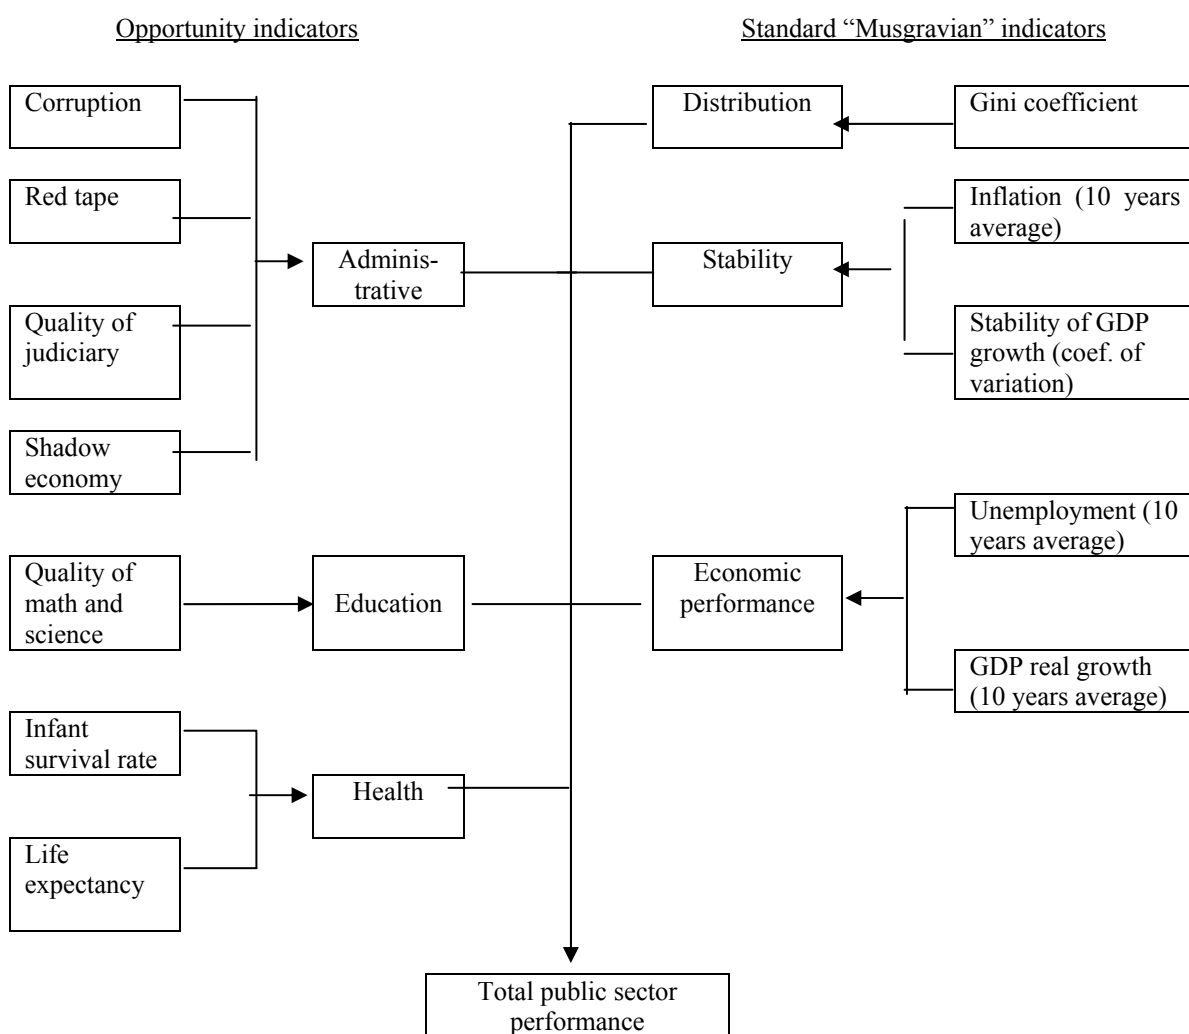 Opportunity indicators
Standard “Musgravian” indicators
Corruption
Red tape
Quality of
judiciary
Shadow
economy
Adminis-
trative
Quality of
math and
science
Education
Infant
survival rate
Life
expectancy
Health
Distribution
Gini coefficient
Stability
Inflation (10 years
average)
Stability of GDP
growth (coef. of
variation)
Economic
performance
Unemployment (10
years average)
GDP real growth
(10 years average)
Total public sector
performance